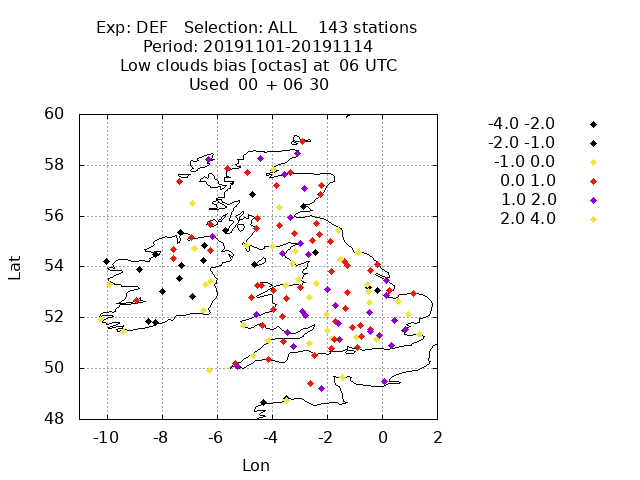 Exp: DEF   Selection: ALL    143 stations
Period: 20191101-20191114
Low clouds bias [octas] at  06 UTC
Used  00 + 06 30
-4.0 -2.0
-2.0 -1.0
-1.0 0.0
0.0 1.0
1.0 2.0
2.0 4.0
60
58
56
54
52
50
48
Lat
-10 -8 -6 -4 -2 0 2
Lon